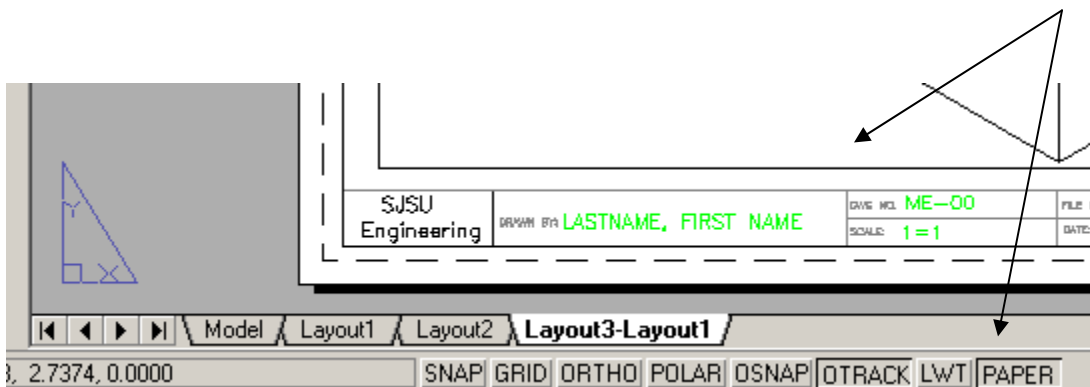 SJSU
Engineering
DRAWN BY: LASTNAME, FIRST NAME
DWG NO. ME-00
SCALE: 1=1
FILE
DATE:
Y
X
Model Layout1 Layout2 Layout3-Layout1
, 2.7374, 0.0000 SNAP GRID ORTHO POLAR OSNAP OTRACK LWT PAPER